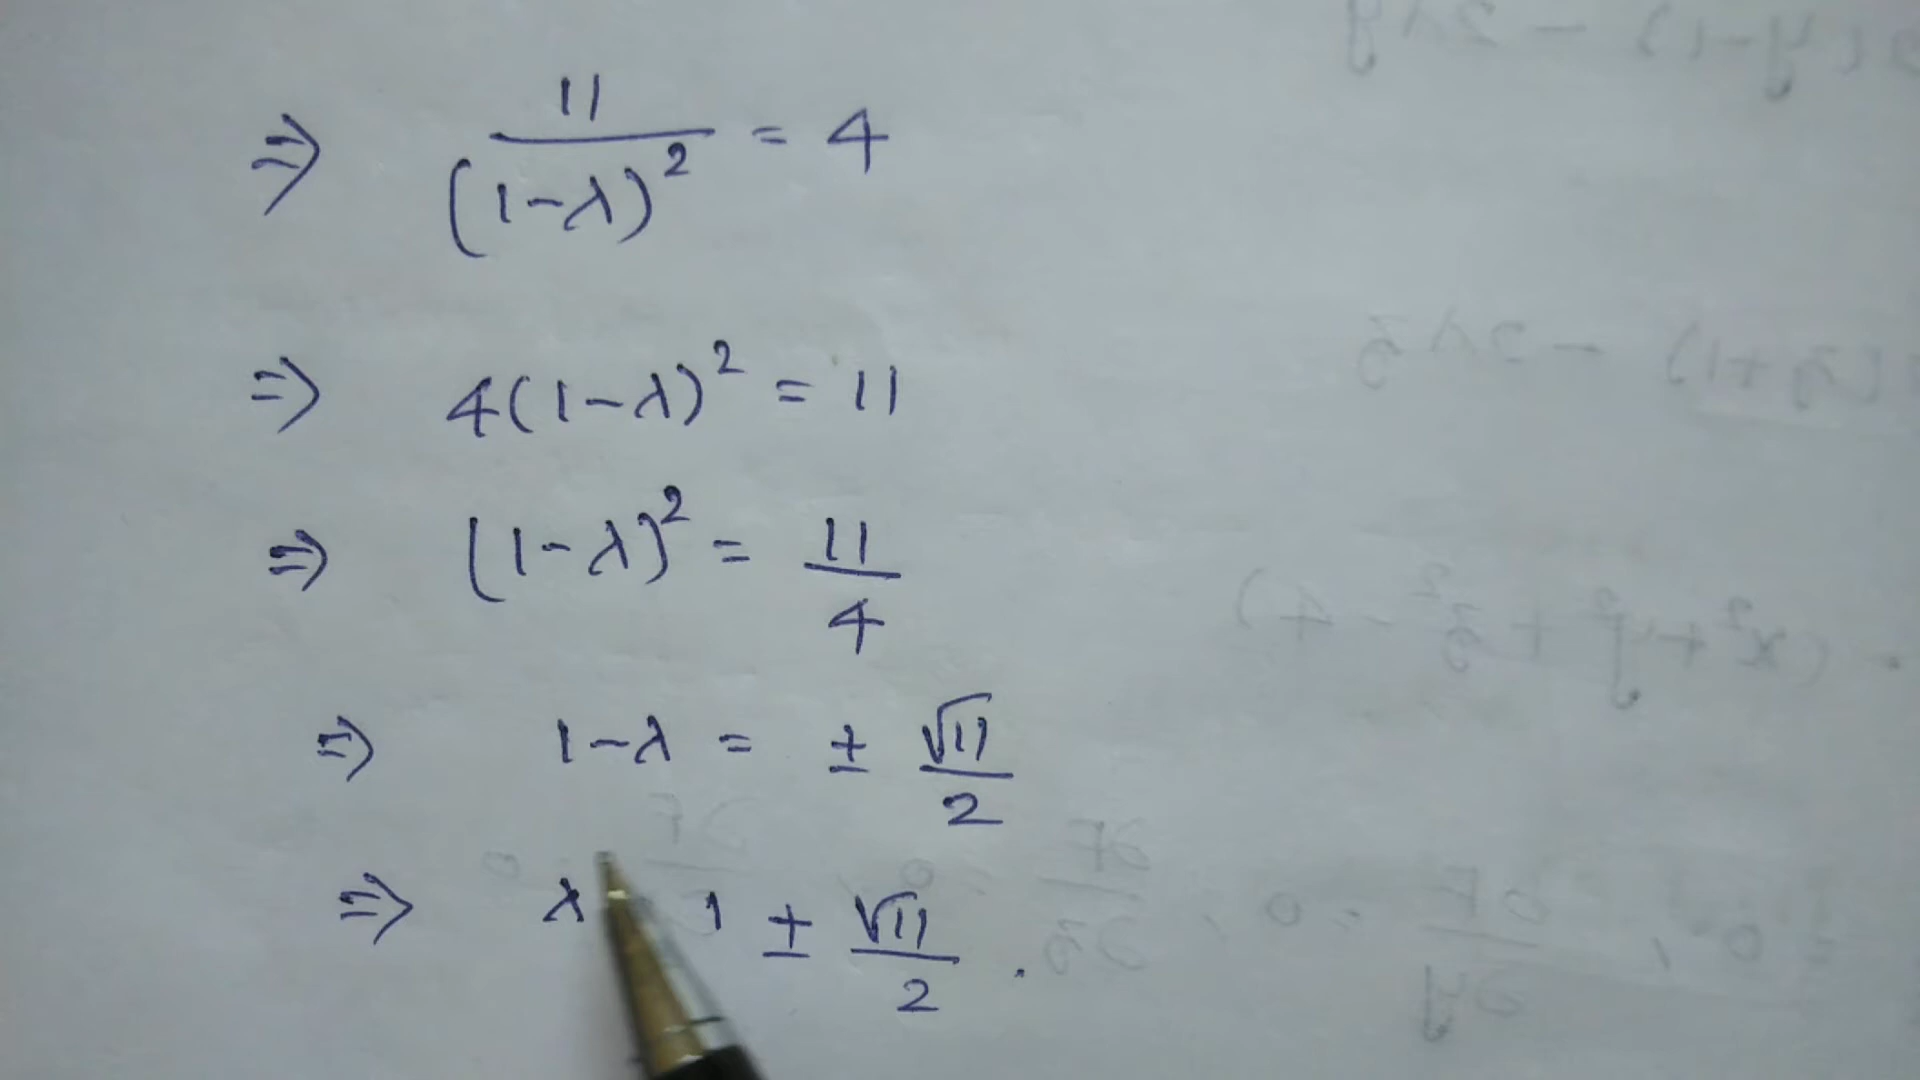 ⇒ 11/(1-λ)² = 4
⇒ 4(1-λ)² = 11
⇒ (1-λ)² = 11/4
⇒ 1-λ = ± √11/2
⇒ λ 1 ± √11/2 .